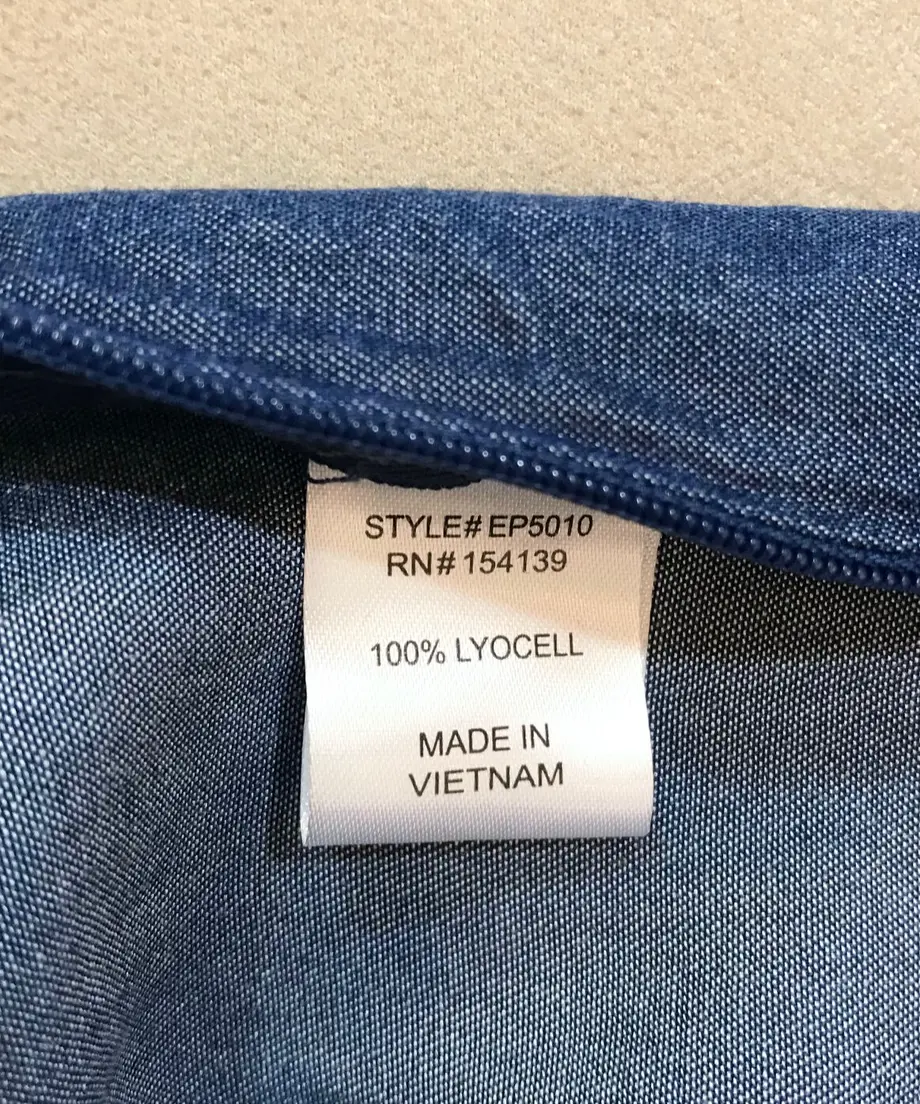 STYLE# EP5010
RN# 154139
100% LYOCELL
MADE IN
VIETNAM